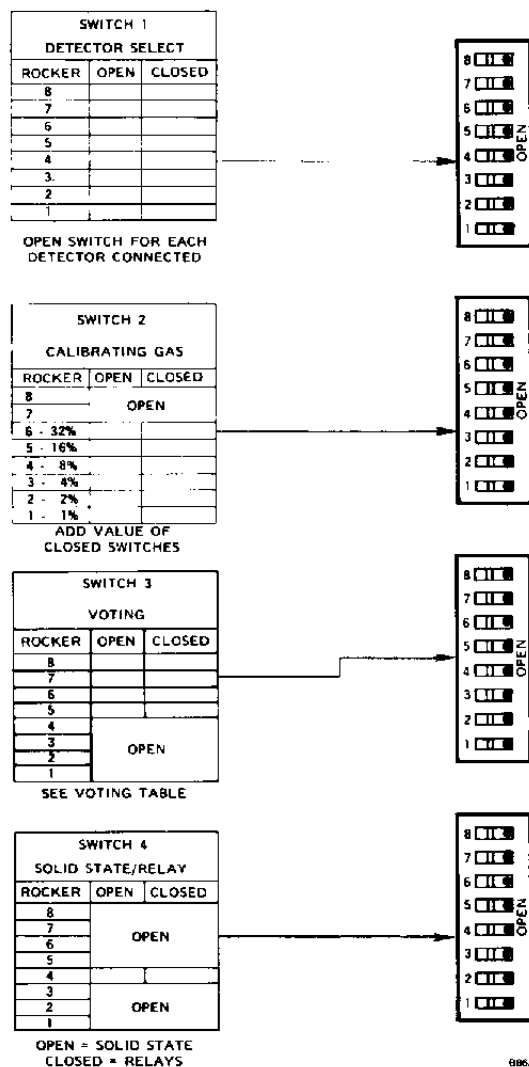 SWITCH 1
DETECTOR SELECT
ROCKER OPEN CLOSED
8
7
6
5
4
3
2
1
OPEN SWITCH FOR EACH
DETECTOR CONNECTED
8
7
6
5
4
3
2
1
OPEN
SWITCH 2
CALIBRATING GAS
ROCKER OPEN CLOSED
8
7
OPEN
6 - 32%
5 - 16%
4 - 8%
3 - 4%
2 - 2%
1 - 1%
ADD VALUE OF
CLOSED SWITCHES
8
7
6
5
4
3
2
1
OPEN
SWITCH 3
VOTING
ROCKER OPEN CLOSED
8
7
6
5
4
3
2
1
OPEN
SEE VOTING TABLE
8
7
6
5
4
3
2
1
OPEN
SWITCH 4
SOLID STATE/RELAY
ROCKER OPEN CLOSED
8
7
6
5
OPEN
4
3
2
1
OPEN
OPEN = SOLID STATE
CLOSED = RELAYS
8
7
6
5
4
3
2
1
OPEN